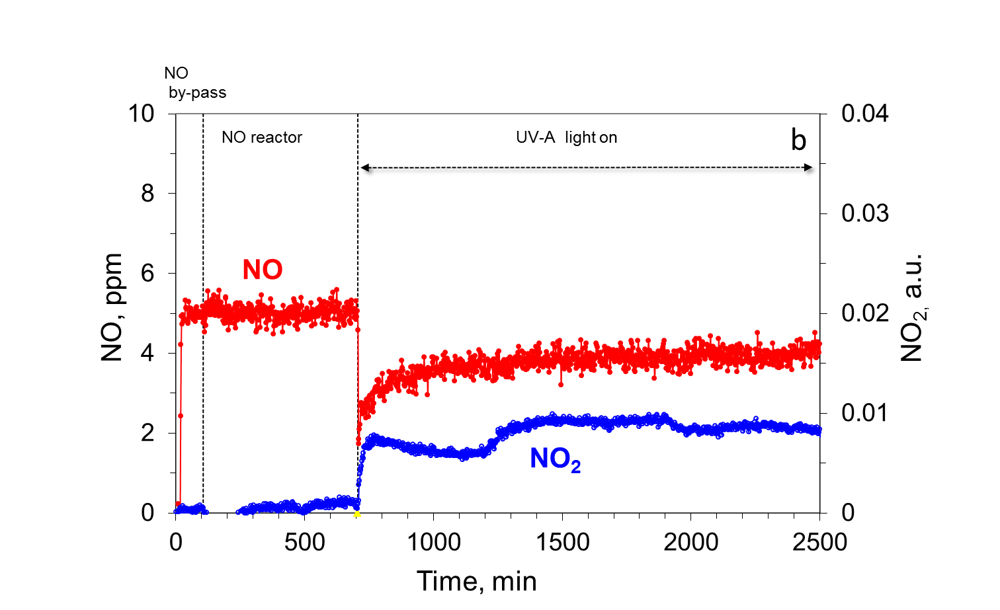 NO
by-pass
10
8
6
4
2
0
NO, ppm
NO reactor
UV-A light on
b
NO
NO2
0.04
0.03
0.02
0.01
0
NO2, a.u.
0
500
1000
1500
2000
2500
Time, min